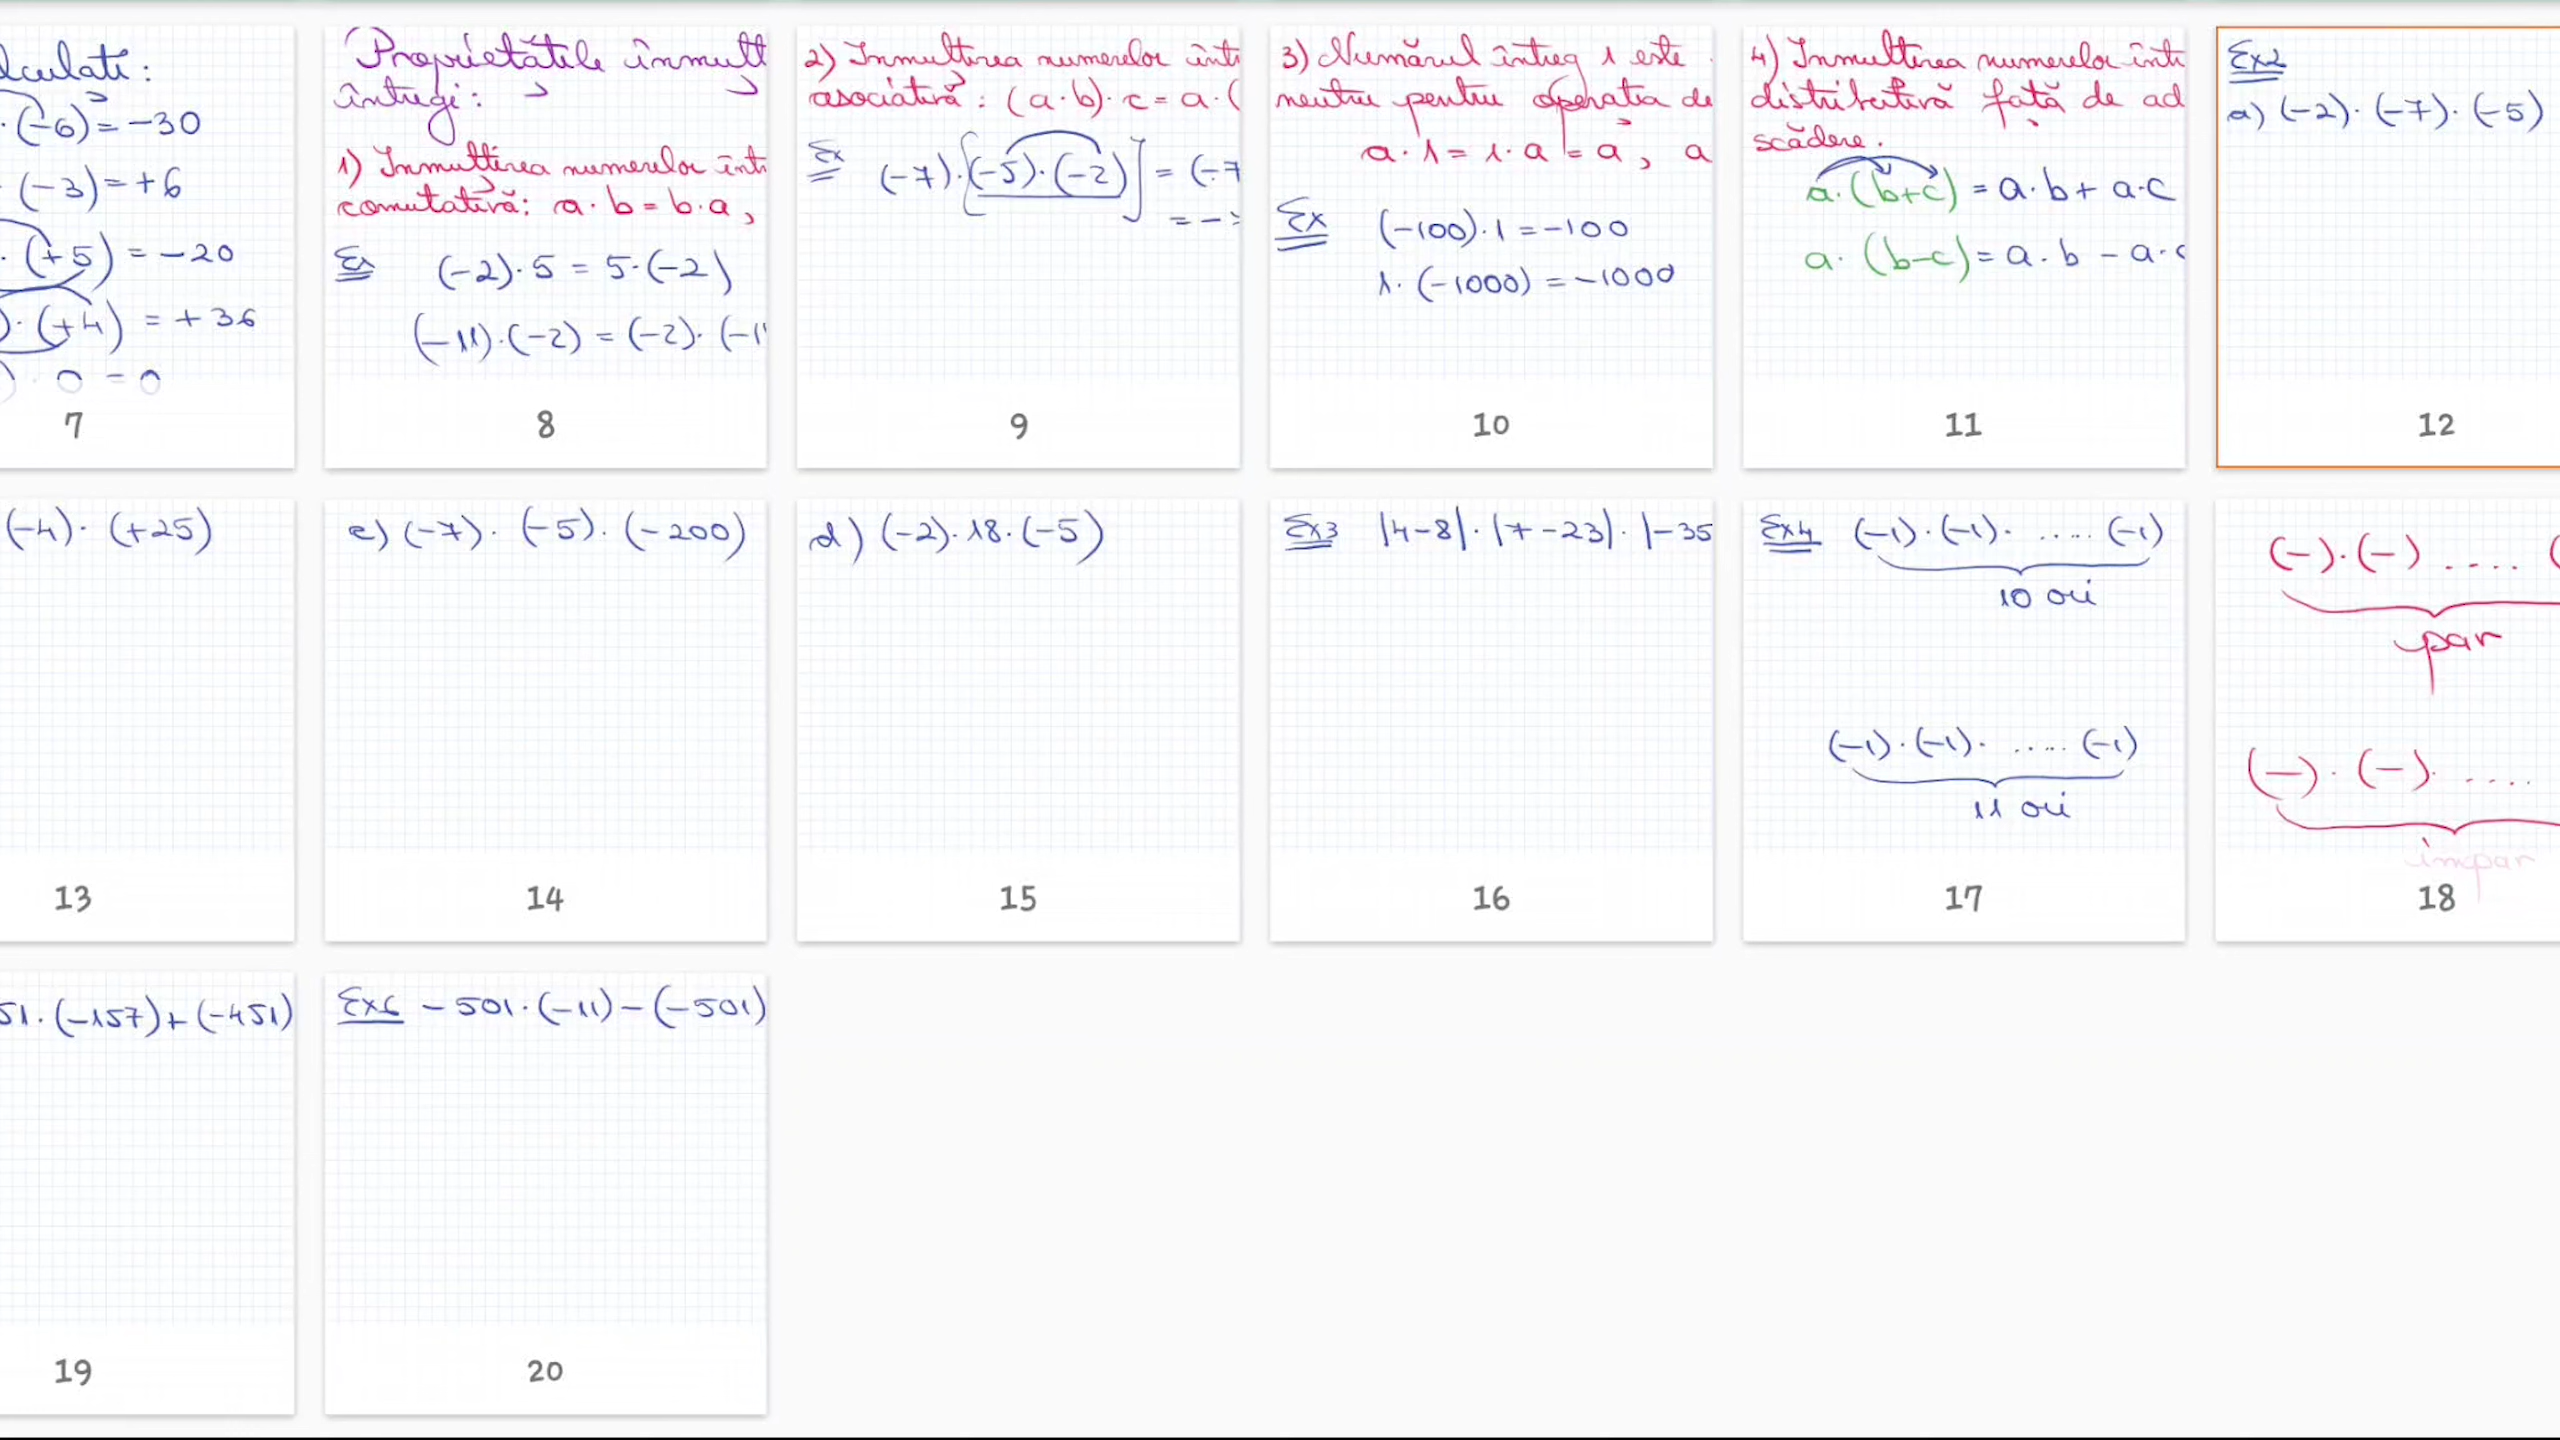 lculati:
·(-6)=-30
(-3)=+6
·(+5)=-20
)·(+4)=+36
)·0=0
7
Proprietățile înmult
întregi:
1) Inmulțirea numerelor înt
comutativă: a·b=b·a,
Ex (-2)·5=5·(-2)
(-11)·(-2)=(-2)·(-1
8
2) Inmulțirea numerelor înt
asociativă: (a·b)·c=a·(
Ex (-7)·[(-5)·(-2)]=(-7
=-
9
3) Numărul întreg 1 este
neutru pentru operația de
a·1=1·a=a, a
Ex (-100)·1=-100
1·(-1000)=-1000
10
4) Inmulțirea numerelor înt
distributivă față de ad
scădere.
a·(b+c)=a·b+a·c
a·(b-c)=a·b-a·c
11
Ex2
a) (-2)·(-7)·(-5)
12
(-4)·(+25)
13
c) (-7)·(-5)·(-200)
14
d) (-2)·18·(-5)
15
Ex3 |4-8|·|7-23|·|-35
16
Ex4 (-1)·(-1)· ..... (-1)
10 ori
(-1)·(-1)· ..... (-1)
11 ori
17
(-)·(-) .... (
par
(-)·(-)· ....
impar
18
51·(-157)+(-451)
19
Ex6 -501·(-11)-(-501)
20